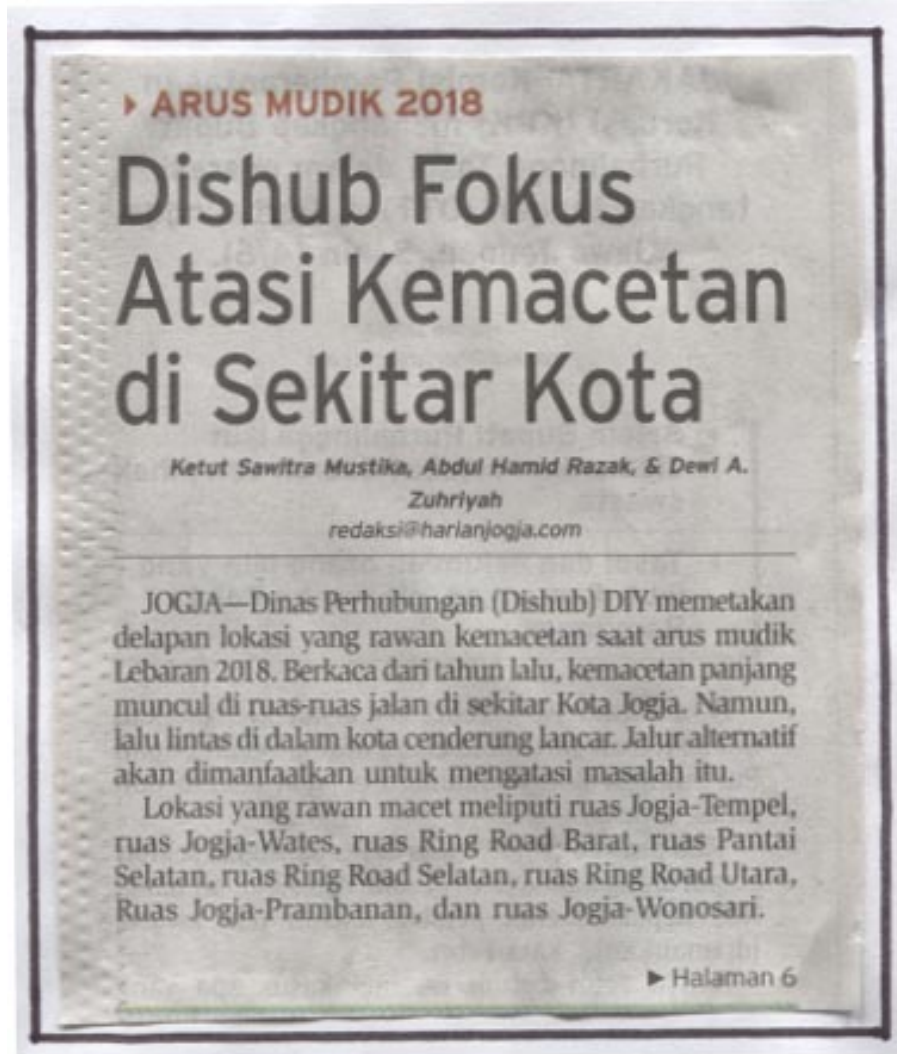 ▸ ARUS MUDIK 2018
Dishub Fokus
Atasi Kemacetan
di Sekitar Kota
Ketut Sawitra Mustika, Abdul Hamid Razak, & Dewi A.
Zuhriyah
redaksi@harianjogja.com
JOGJA—Dinas Perhubungan (Dishub) DIY memetakan
delapan lokasi yang rawan kemacetan saat arus mudik
Lebaran 2018. Berkaca dari tahun lalu, kemacetan panjang
muncul di ruas-ruas jalan di sekitar Kota Jogja. Namun,
lalu lintas di dalam kota cenderung lancar. Jalur alternatif
akan dimanfaatkan untuk mengatasi masalah itu.
Lokasi yang rawan macet meliputi ruas Jogja-Tempel,
ruas Jogja-Wates, ruas Ring Road Barat, ruas Pantai
Selatan, ruas Ring Road Selatan, ruas Ring Road Utara,
Ruas Jogja-Prambanan, dan ruas Jogja-Wonosari.
▶ Halaman 6